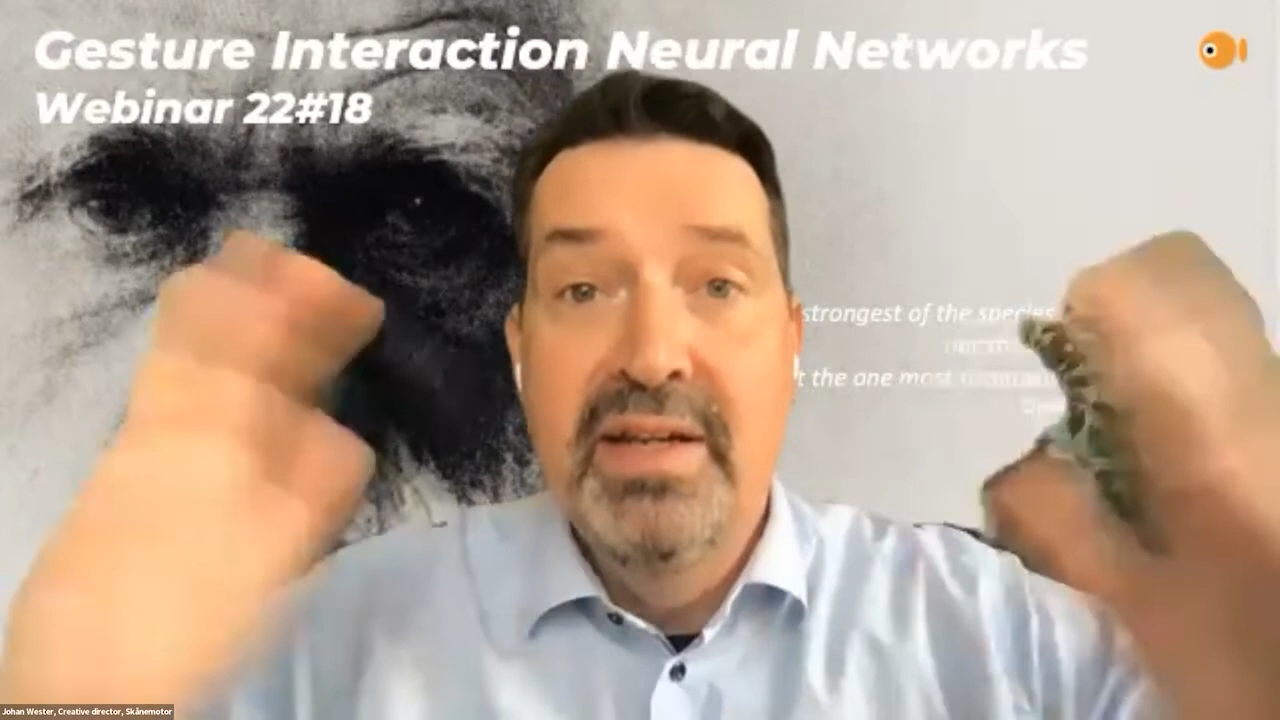 Gesture Interaction Neural Networks
Webinar 22#18
strongest of the species
t the one most
Johan Wester, Creative director, Skånemotor